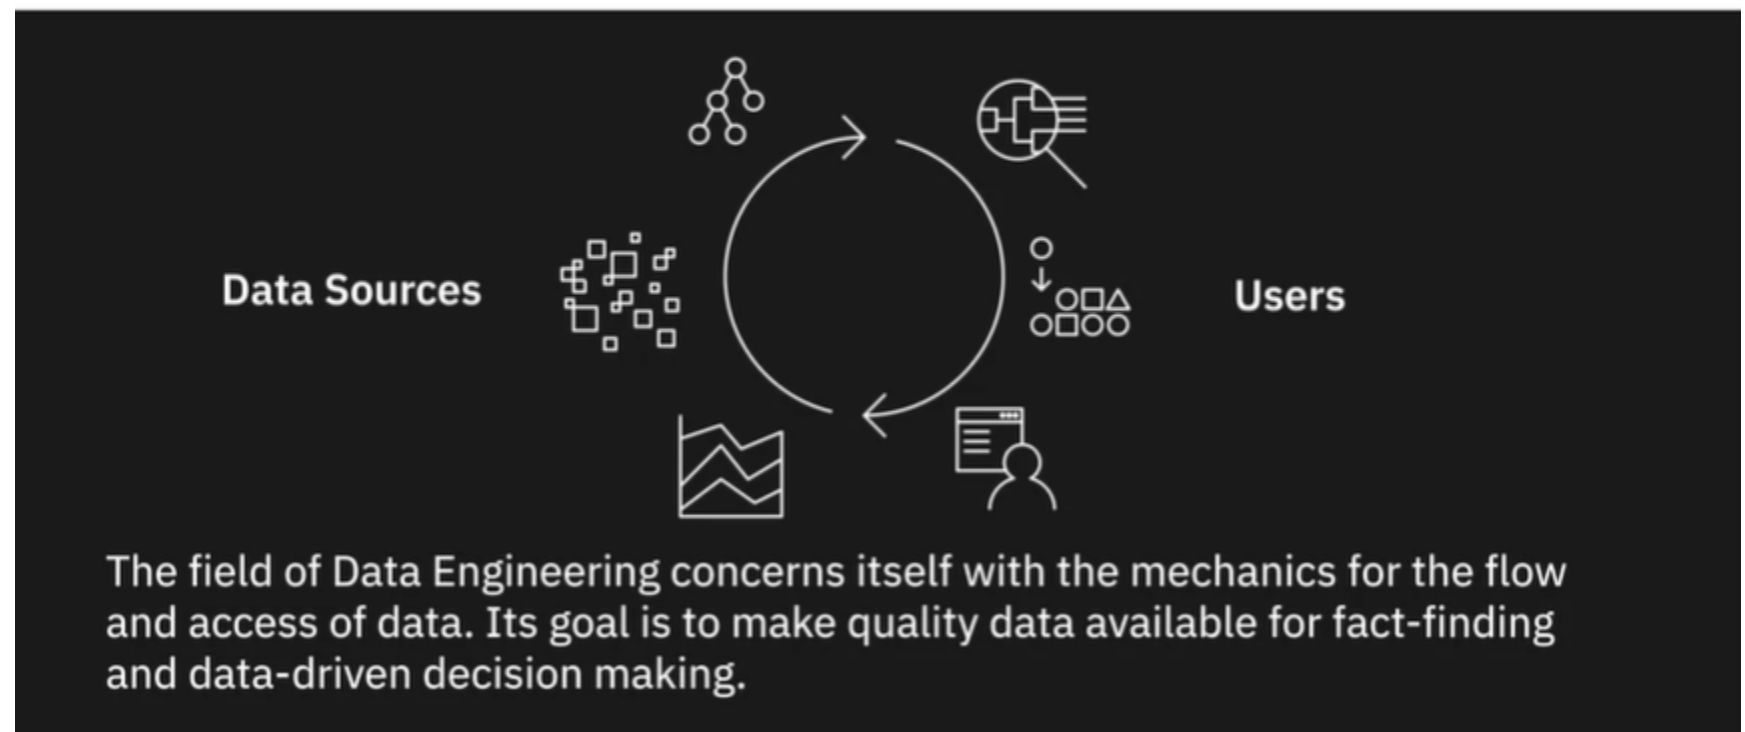 Data Sources
Users
The field of Data Engineering concerns itself with the mechanics for the flow
and access of data. Its goal is to make quality data available for fact-finding
and data-driven decision making.